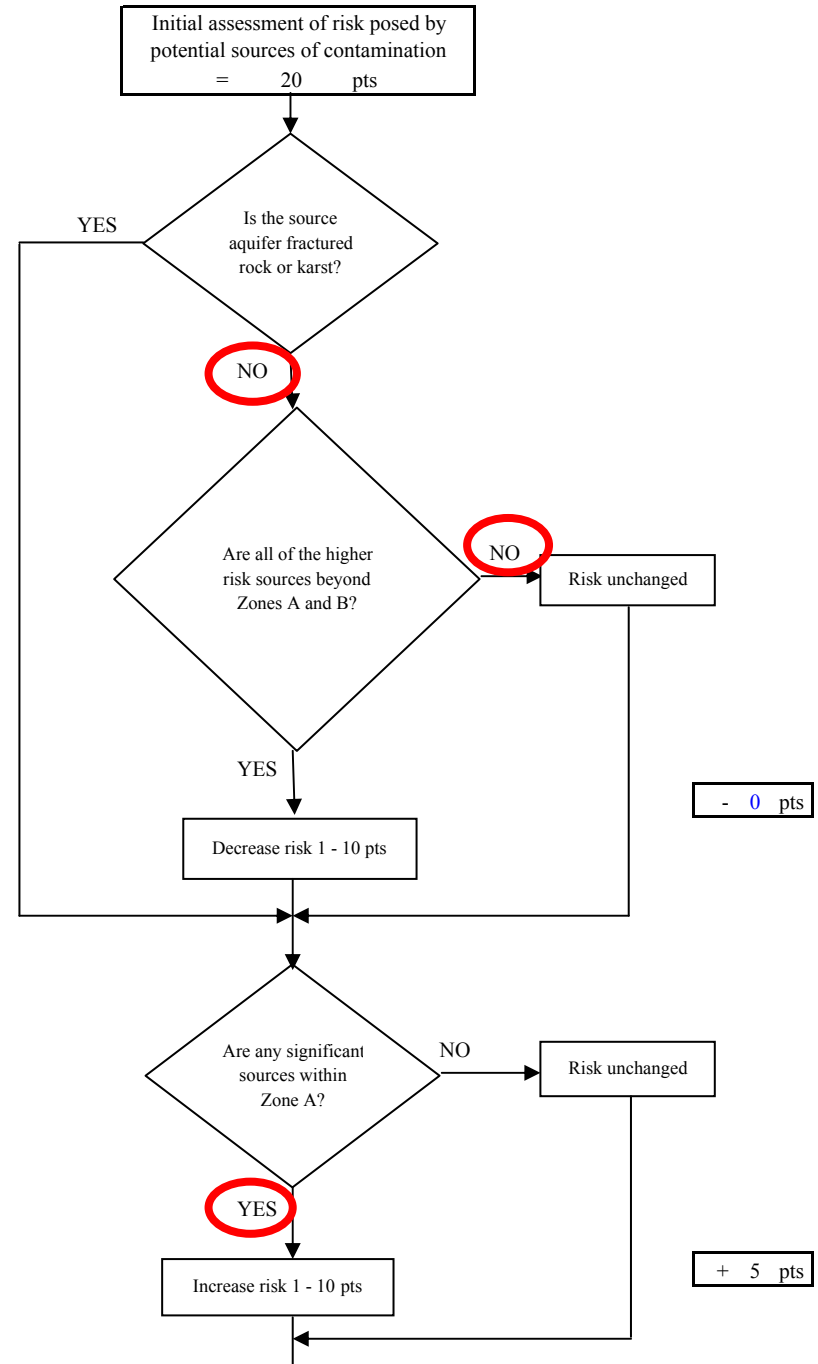 Initial assessment of risk posed by
potential sources of contamination
= 20 pts
YES
Is the source
aquifer fractured
rock or karst?
NO
Are all of the higher
risk sources beyond
Zones A and B?
NO
Risk unchanged
YES
- 0 pts
Decrease risk 1 - 10 pts
Are any significant
sources within
Zone A?
NO
Risk unchanged
YES
+ 5 pts
Increase risk 1 - 10 pts